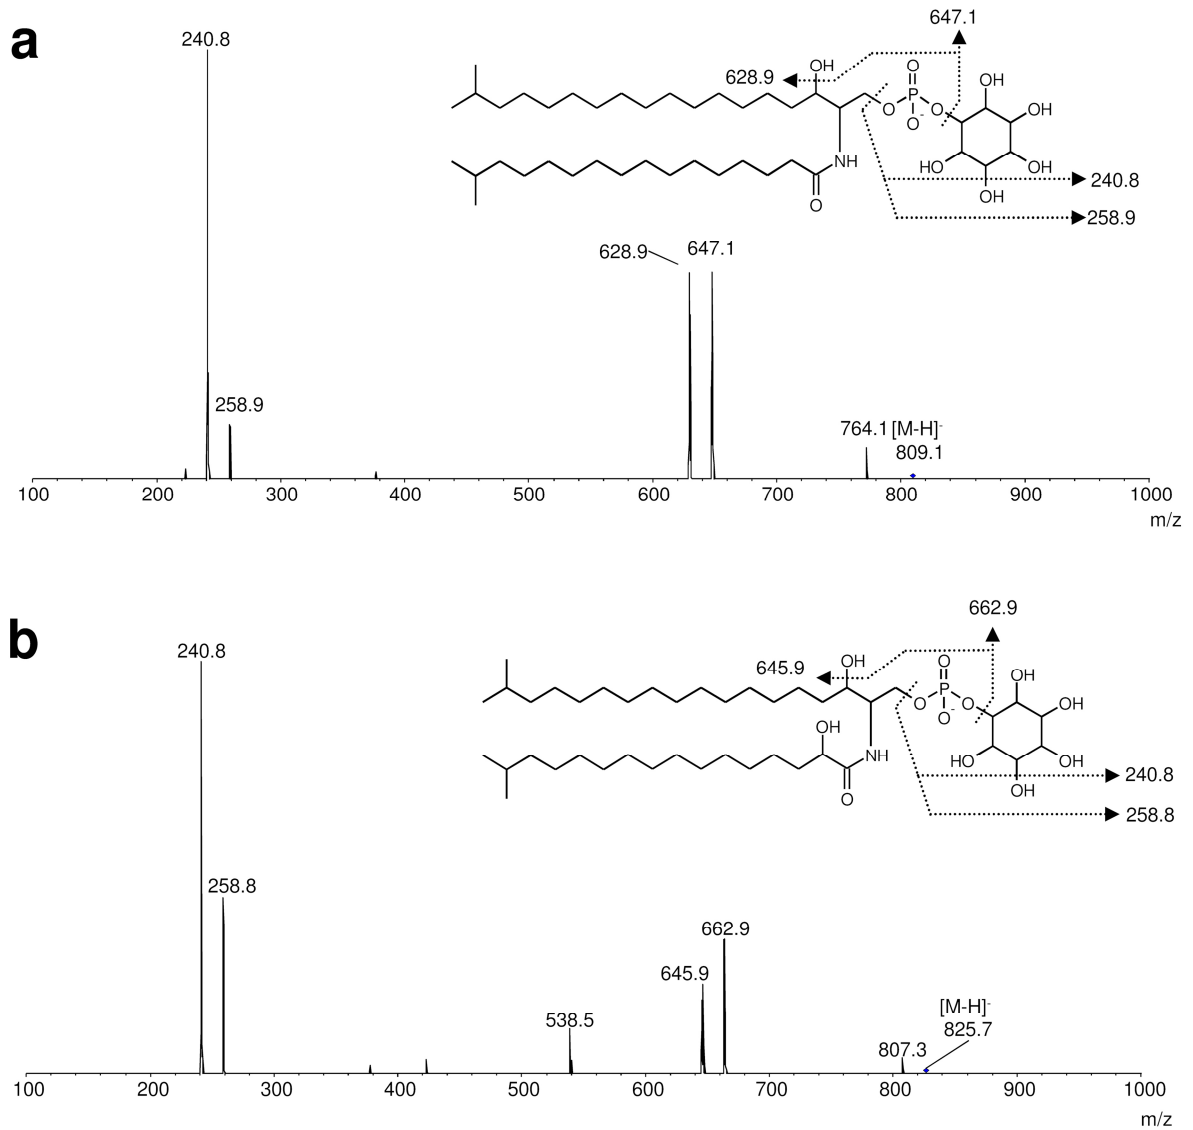 a
240.8
647.1
628.9
OH
O
P
O
O-
O
OH
OH
OH
OH
HO
NH
O
240.8
258.9
628.9
647.1
258.9
764.1
[M-H]-
809.1
100 200 300 400 500 600 700 800 900 1000
m/z
b
240.8
662.9
645.9
OH
O
P
O
O-
O
OH
OH
OH
HO
OH
OH
NH
O
240.8
258.8
258.8
662.9
645.9
538.5
[M-H]-
825.7
807.3
100 200 300 400 500 600 700 800 900 1000
m/z